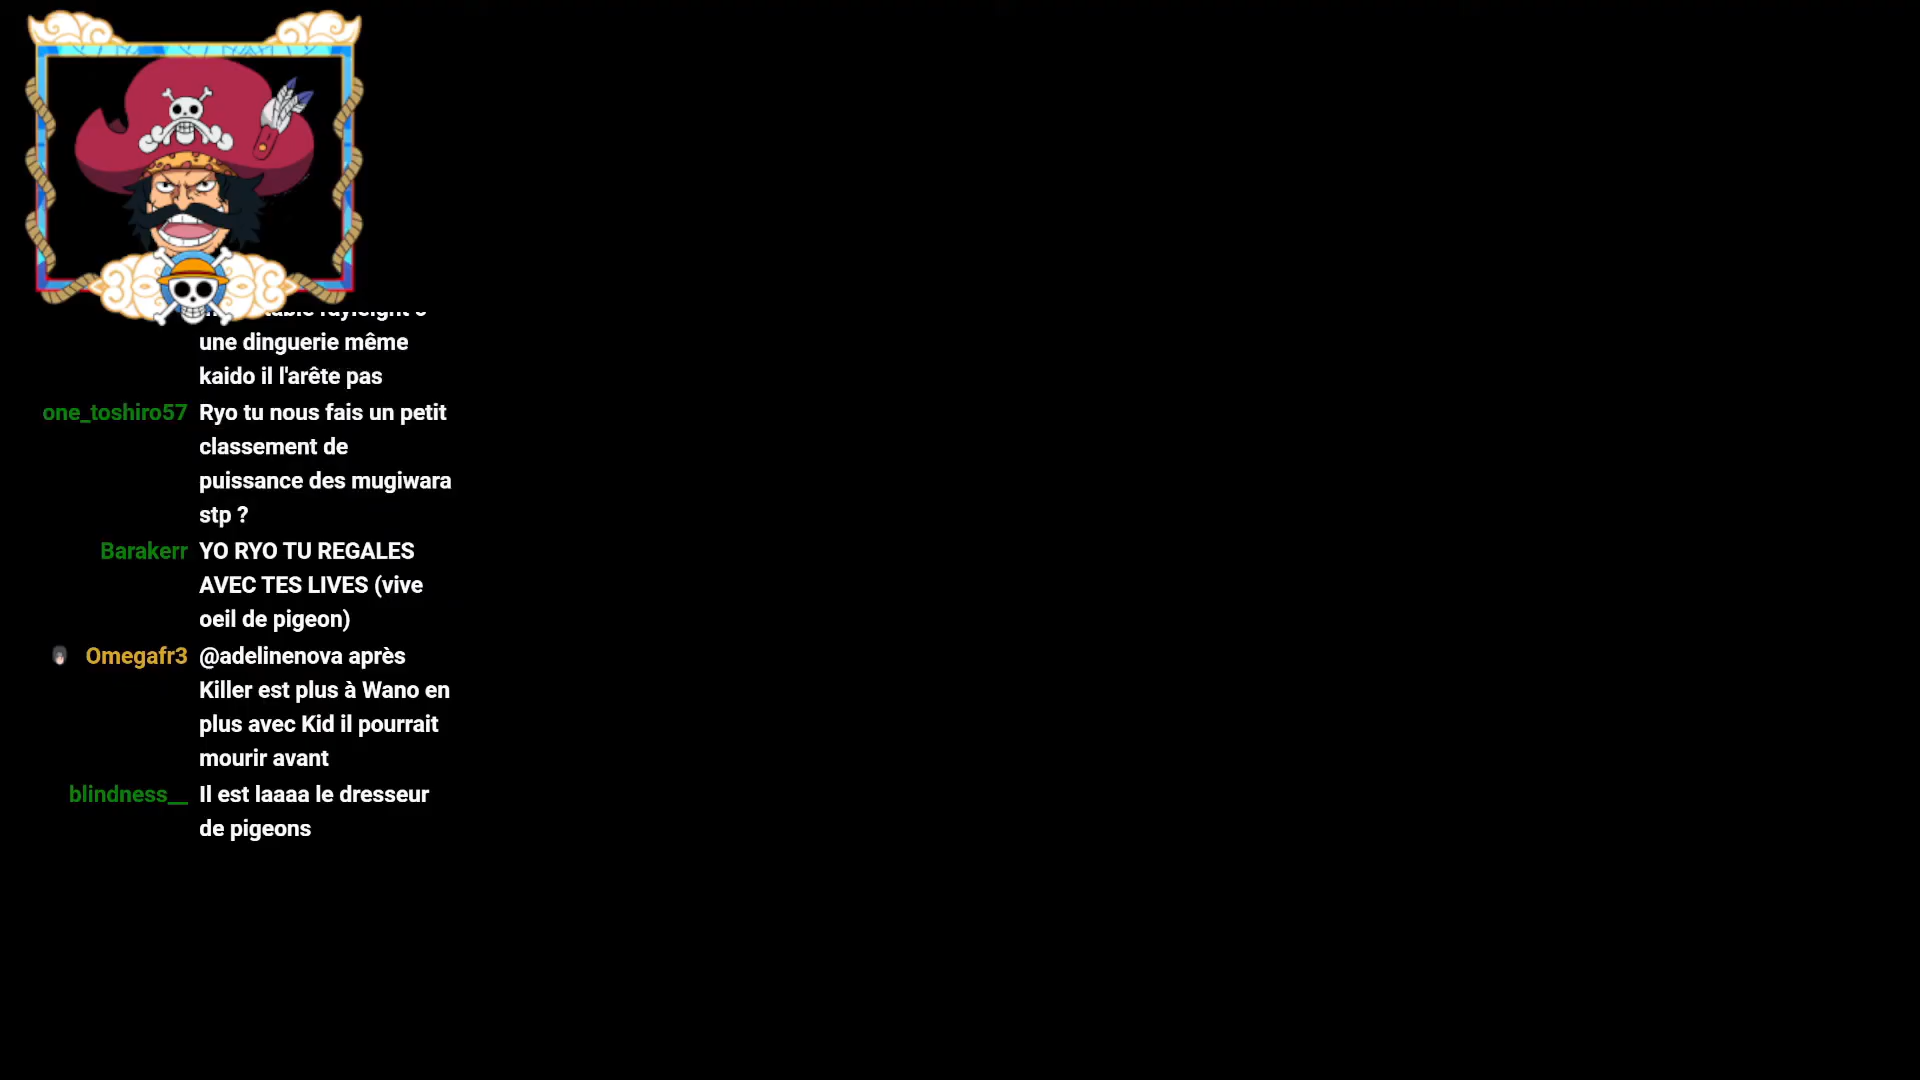 une dinguerie même
kaido il l'arête pas
one_toshiro57 Ryo tu nous fais un petit
classement de
puissance des mugiwara
stp ?
Barakerr YO RYO TU REGALES
AVEC TES LIVES (vive
oeil de pigeon)
Omegafr3 @adelinenova après
Killer est plus à Wano en
plus avec Kid il pourrait
mourir avant
blindness__ Il est laaaa le dresseur
de pigeons